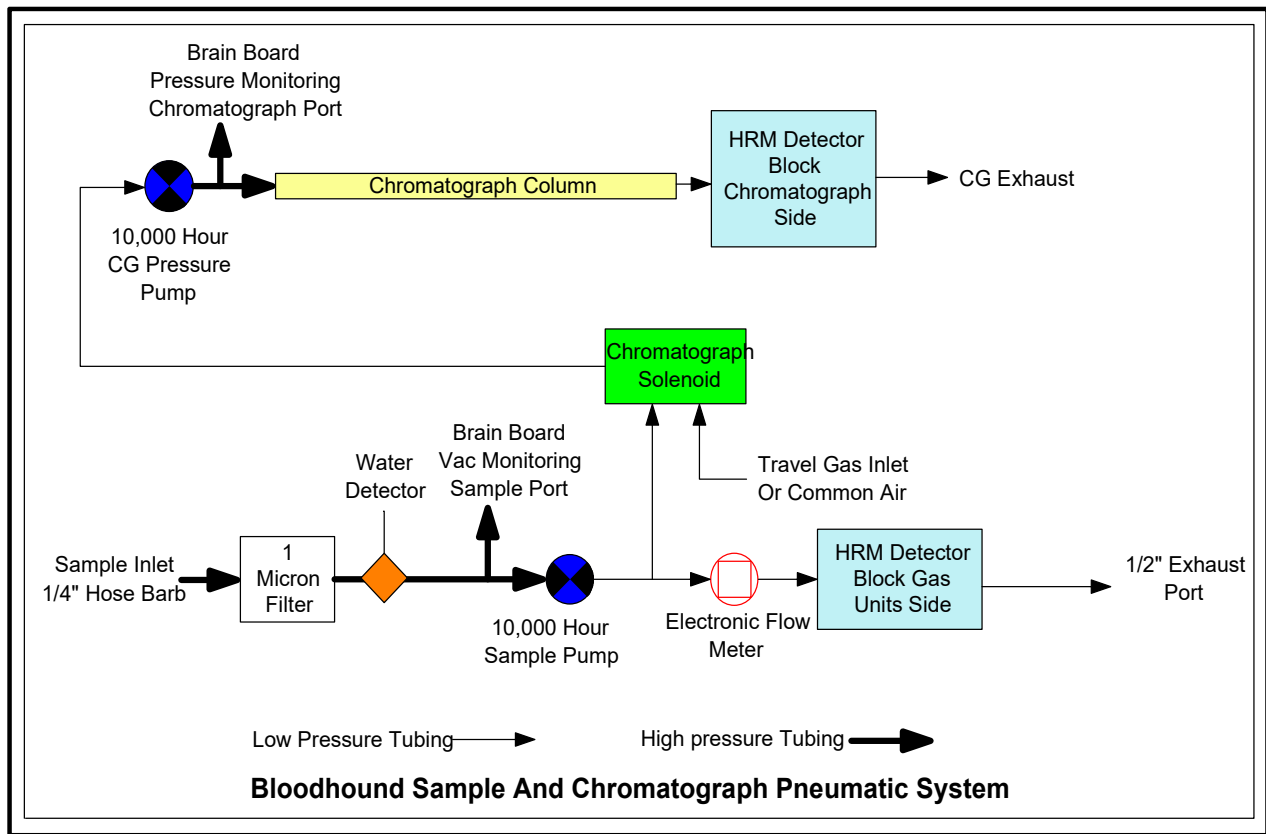 Brain Board
Pressure Monitoring
Chromatograph Port
HRM Detector
Block
Chromatograph
Side
Chromatograph Column
CG Exhaust
10,000 Hour
CG Pressure
Pump
Chromatograph
Solenoid
Brain Board
Vac Monitoring
Sample Port
Water
Detector
Travel Gas Inlet
Or Common Air
Sample Inlet
1/4" Hose Barb
1
Micron
Filter
10,000 Hour
Sample Pump
Electronic Flow
Meter
HRM Detector
Block Gas
Units Side
1/2" Exhaust
Port
Low Pressure Tubing
High pressure Tubing
Bloodhound Sample And Chromatograph Pneumatic System